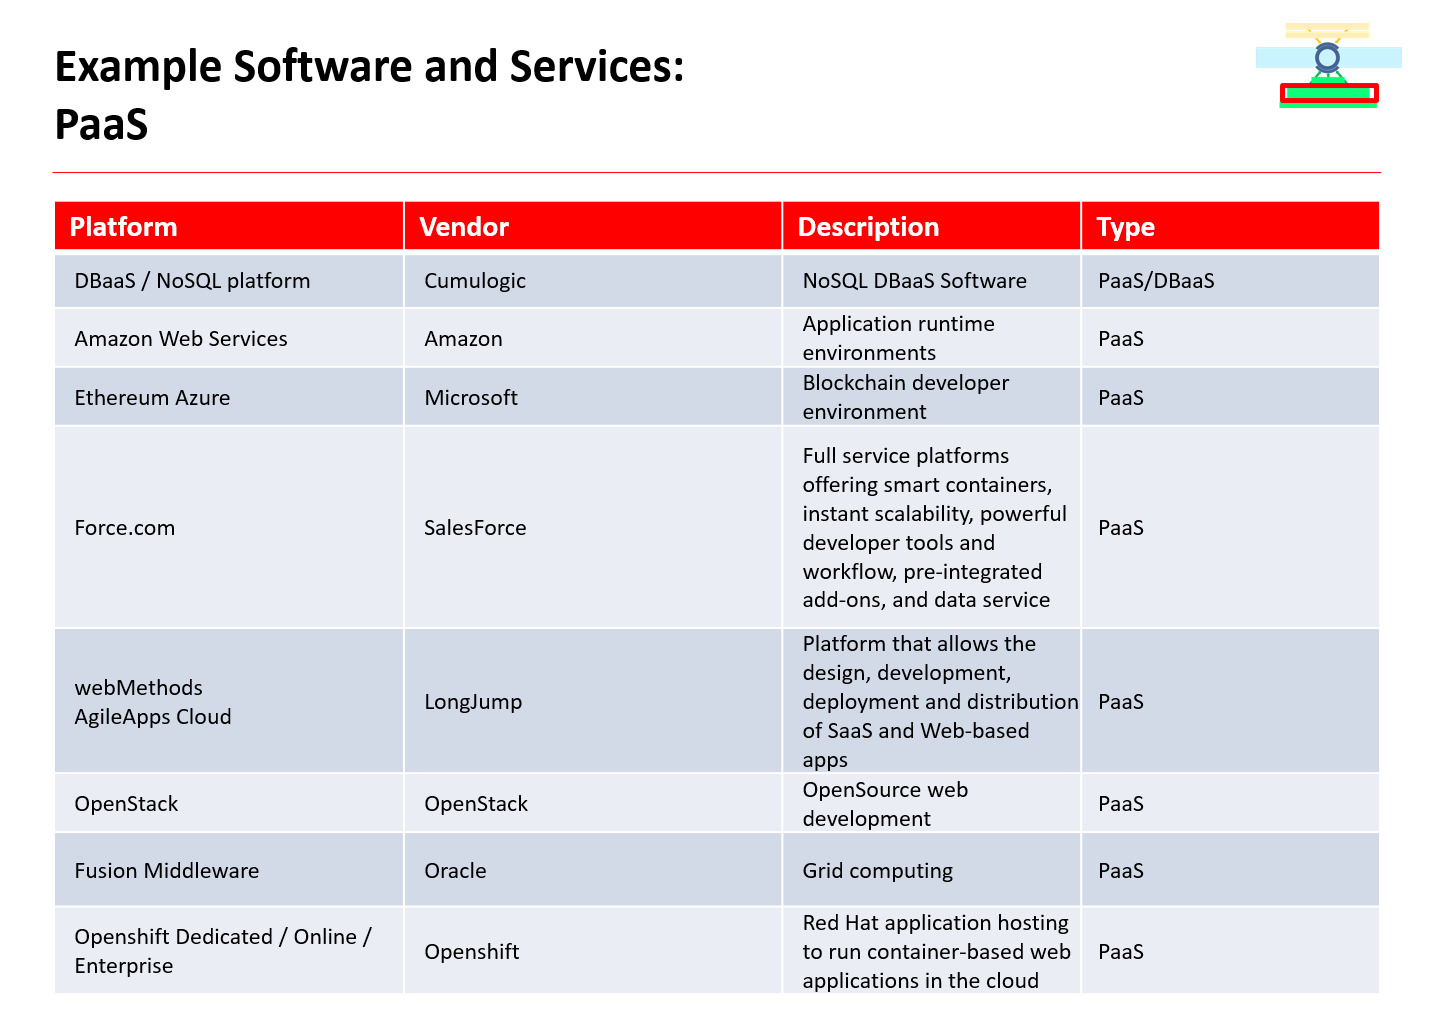 Example Software and Services:
PaaS
Platform
Vendor
Description
Type
DBaaS / NoSQL platform
Cumulogic
NoSQL DBaaS Software
PaaS/DBaaS
Amazon Web Services
Amazon
Application runtime
environments
PaaS
Ethereum Azure
Microsoft
Blockchain developer
environment
PaaS
Force.com
SalesForce
Full service platforms
offering smart containers,
instant scalability, powerful
developer tools and
workflow, pre-integrated
add-ons, and data service
PaaS
webMethods
AgileApps Cloud
LongJump
Platform that allows the
design, development,
deployment and distribution
of SaaS and Web-based
apps
PaaS
OpenStack
OpenStack
OpenSource web
development
PaaS
Fusion Middleware
Oracle
Grid computing
PaaS
Openshift Dedicated / Online /
Enterprise
Openshift
Red Hat application hosting
to run container-based web
applications in the cloud
PaaS